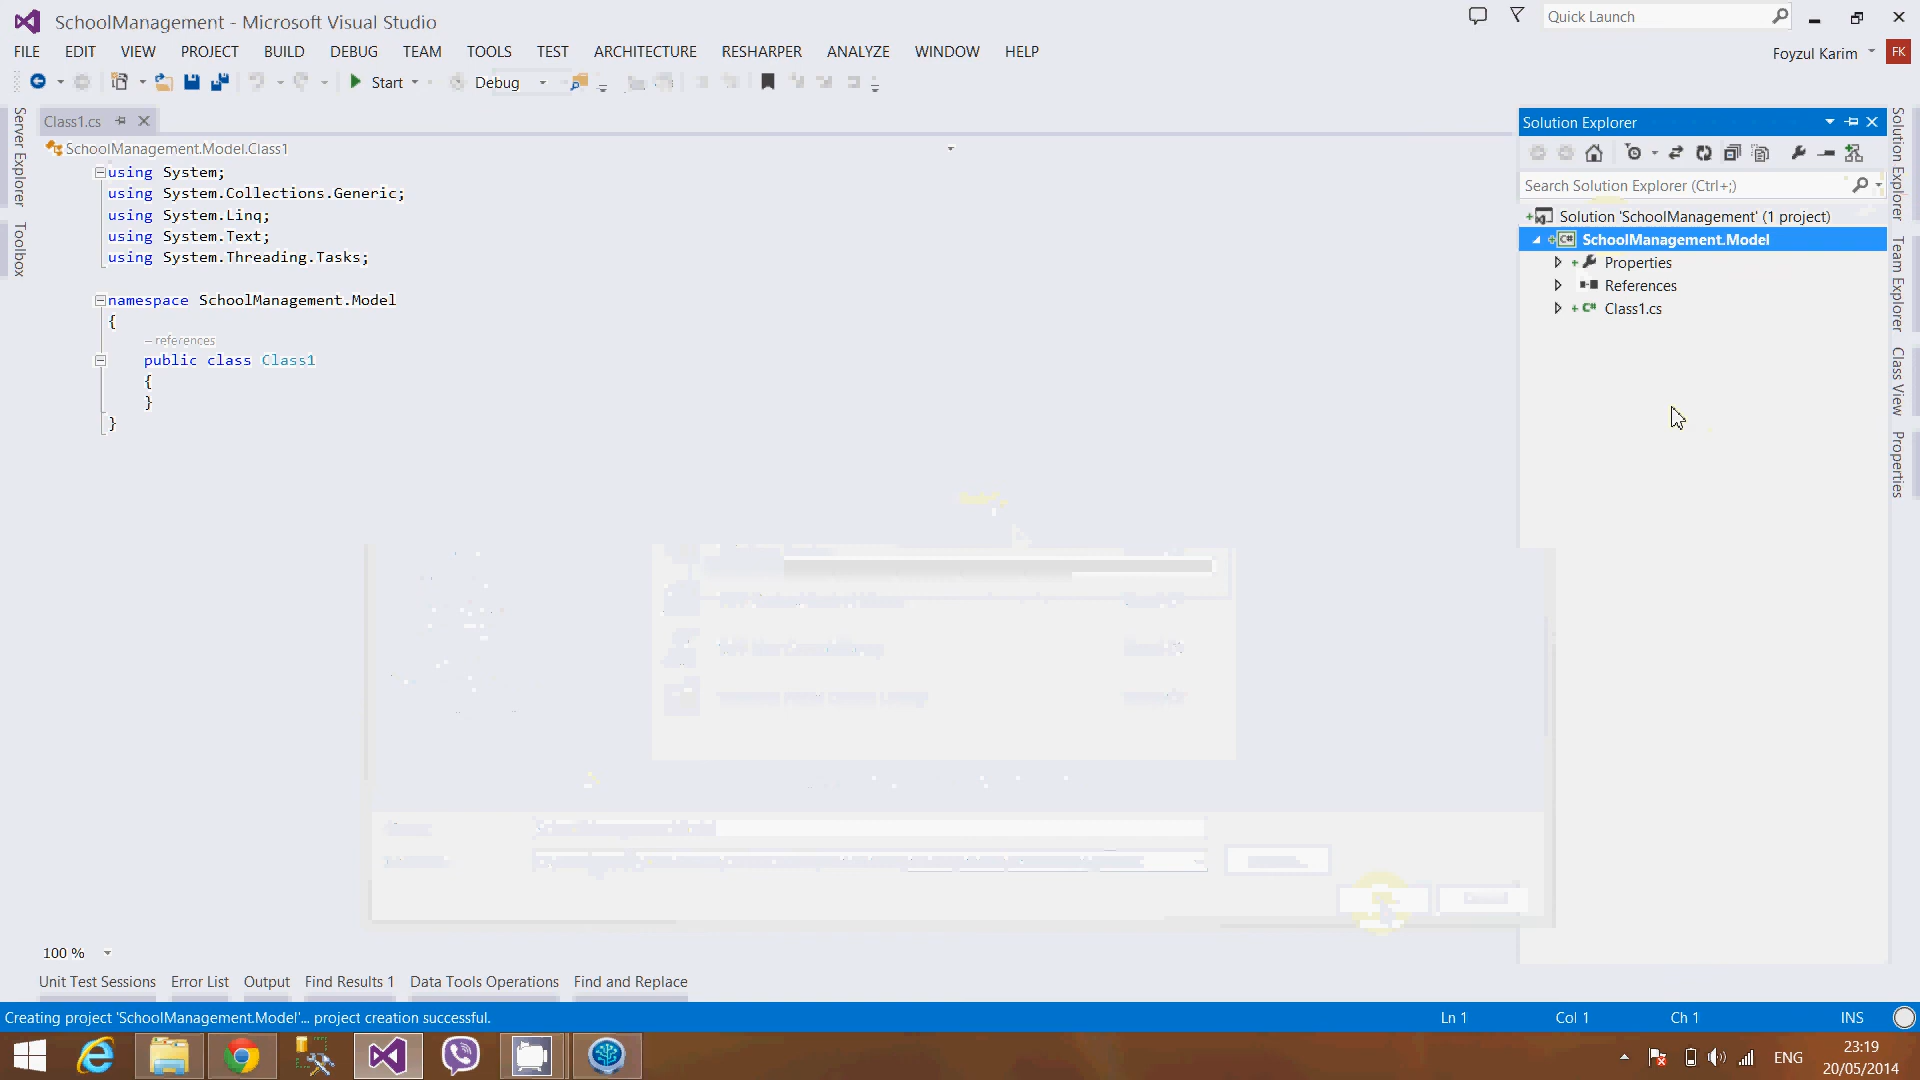 SchoolManagement - Microsoft Visual Studio
Quick Launch
FILE EDIT VIEW PROJECT BUILD DEBUG TEAM TOOLS TEST ARCHITECTURE RESHARPER ANALYZE WINDOW HELP
Foyzul Karim FK
Start Debug
Server Explorer
Toolbox
Class1.cs
SchoolManagement.Model.Class1
using System;
using System.Collections.Generic;
using System.Linq;
using System.Text;
using System.Threading.Tasks;
namespace SchoolManagement.Model
{
– references
public class Class1
{
}
}
Solution Explorer
Search Solution Explorer (Ctrl+;)
Solution 'SchoolManagement' (1 project)
SchoolManagement.Model
Properties
References
Class1.cs
Solution Explorer
Team Explorer
Class View
Properties
100 %
Unit Test Sessions Error List Output Find Results 1 Data Tools Operations Find and Replace
Creating project 'SchoolManagement.Model'... project creation successful.
Ln 1 Col 1 Ch 1 INS
ENG
23:19
20/05/2014